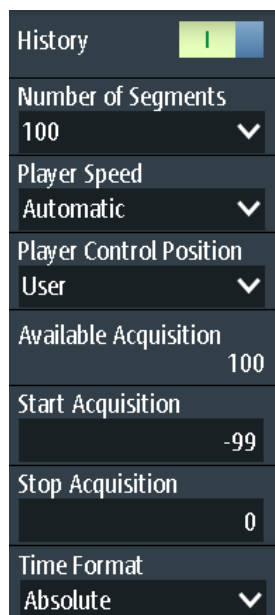 History
I
Number of Segments
100
Player Speed
Automatic
Player Control Position
User
Available Acquisition
100
Start Acquisition
-99
Stop Acquisition
0
Time Format
Absolute